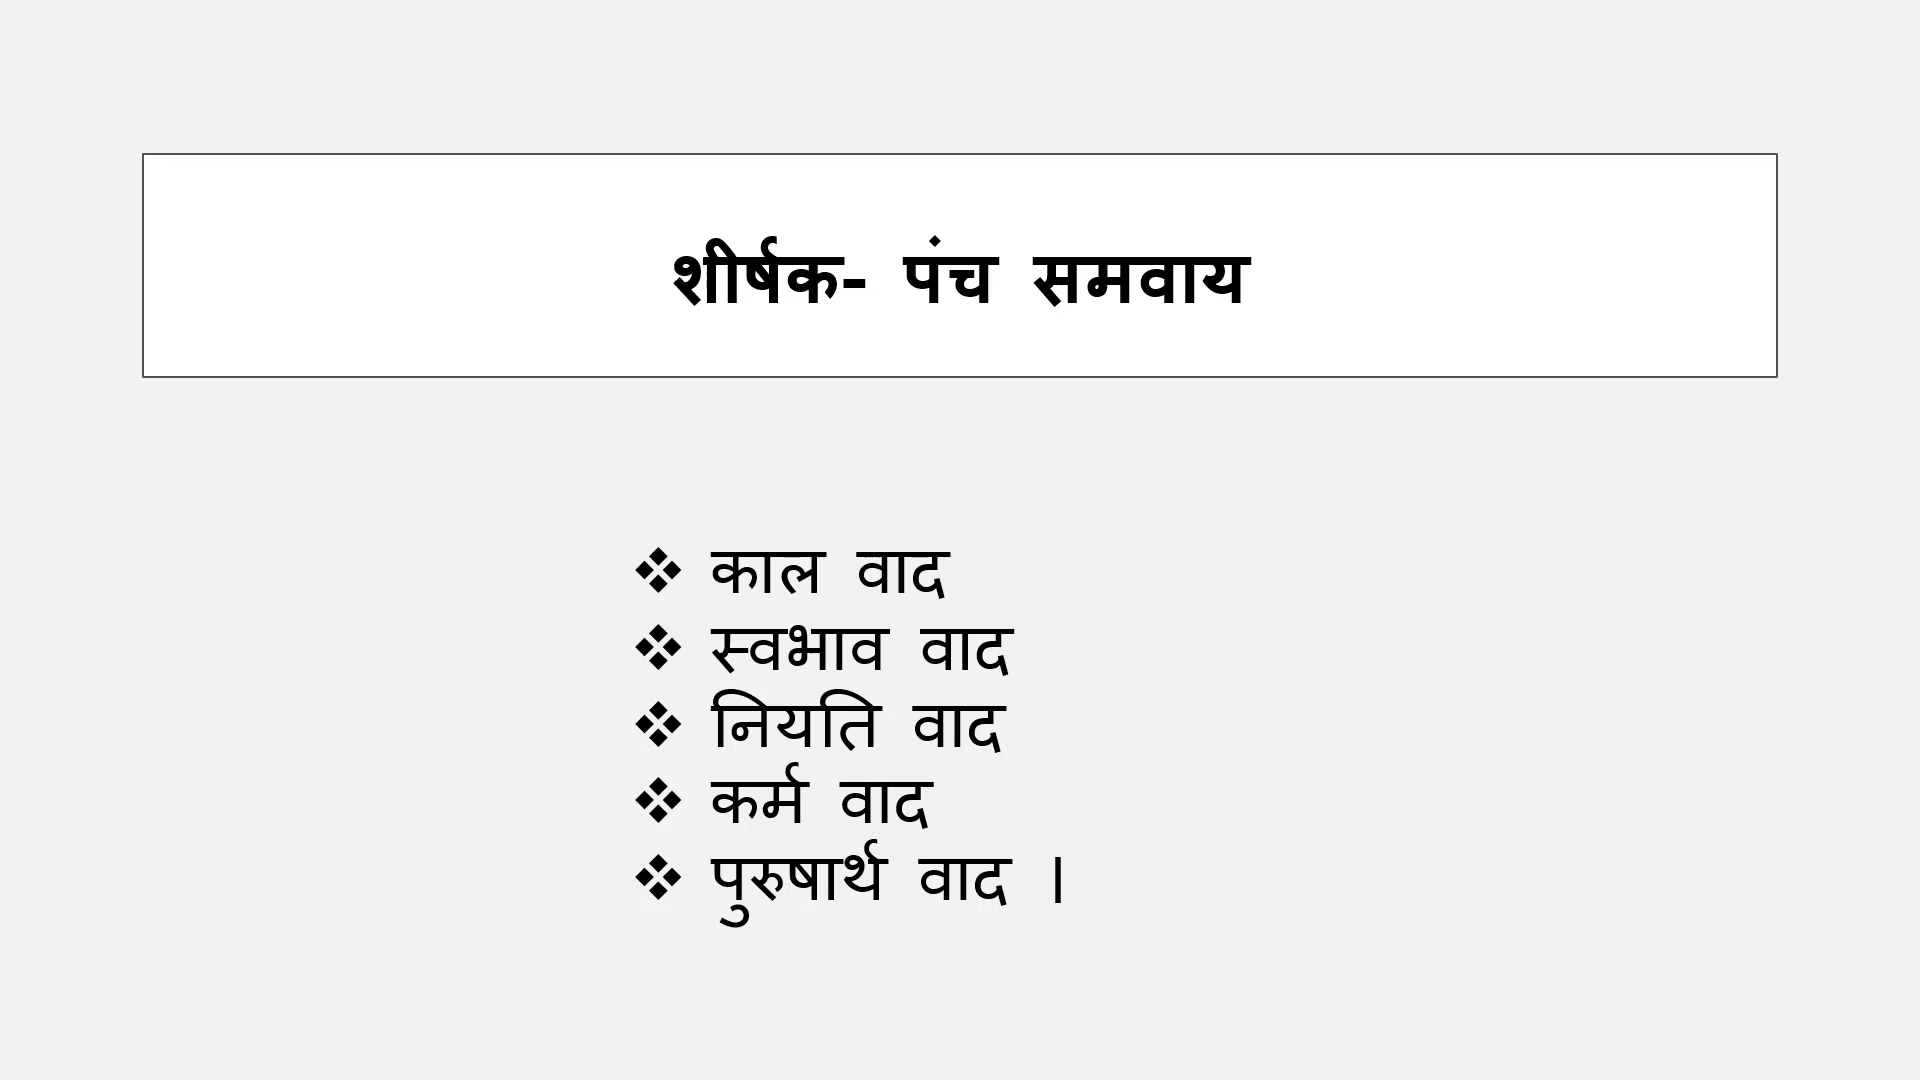 शीर्षक- पंच समवाय
❖ काल वाद
❖ स्वभाव वाद
❖ नियति वाद
❖ कर्म वाद
❖ पुरुषार्थ वाद ।